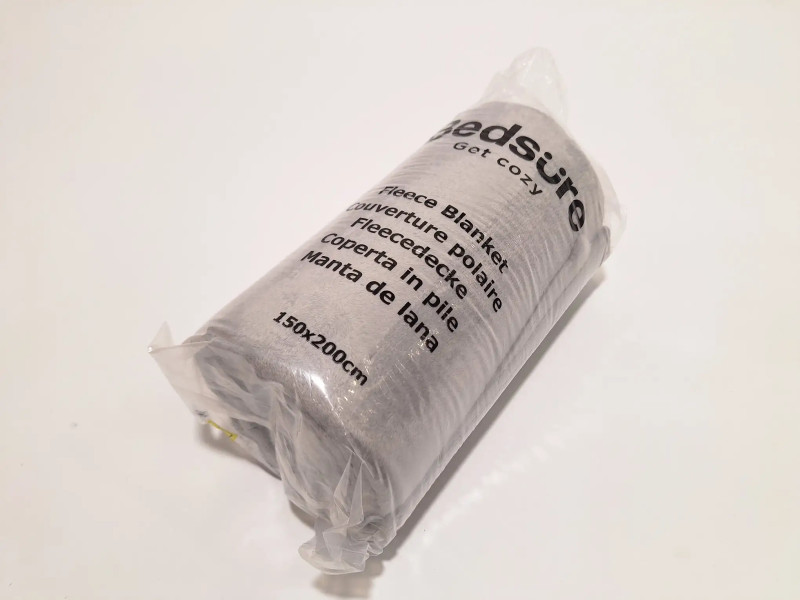 Bedsure
Get cozy
Fleece Blanket
Couverture polaire
Fleecedecke
Coperta in pile
Manta de lana
150x200cm